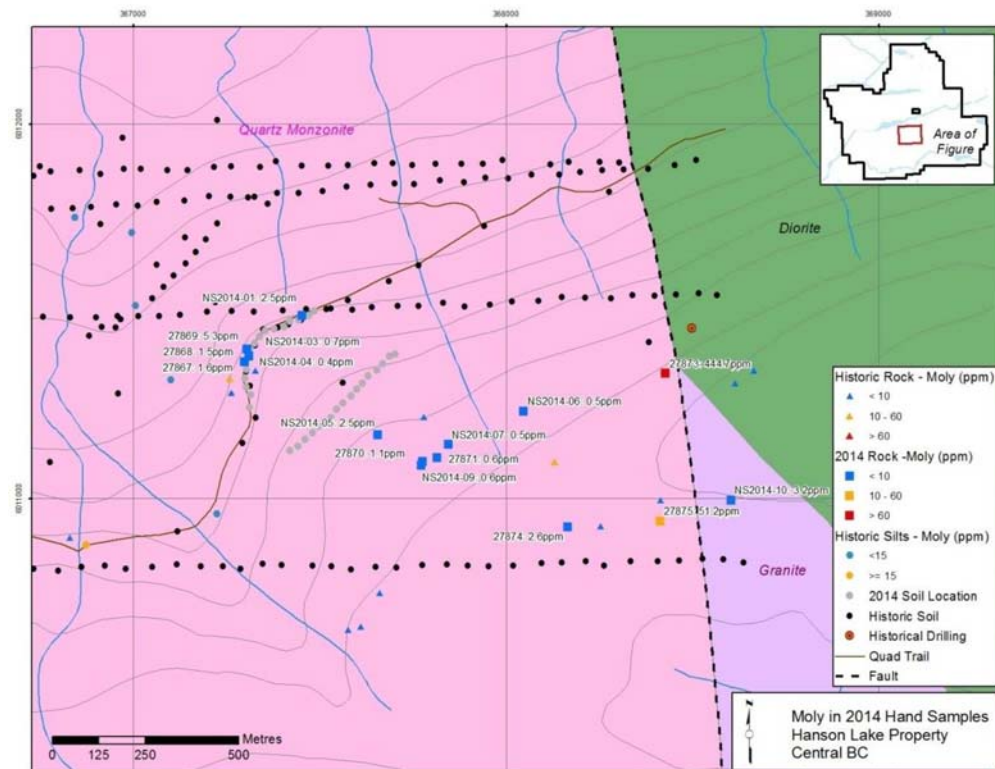 367000
368000
369000
6012000
Quartz Monzonite
Area of
Figure
Diorite
NS2014-01: 2.5ppm
27869: 5.3ppm
NS2014-03: 0.7ppm
27868: 1.5ppm
NS2014-04: 0.4ppm
27867: 1.6ppm
27873: 444.7ppm
NS2014-06: 0.5ppm
NS2014-05: 2.5ppm
NS2014-07: 0.5ppm
27870: 1.1ppm
27871: 0.6ppm
NS2014-09: 0.6ppm
6011000
NS2014-10: 3.2ppm
27875: 51.2ppm
27874: 2.6ppm
Granite
Historic Rock - Moly (ppm)
< 10
10 - 60
> 60
2014 Rock -Moly (ppm)
< 10
10 - 60
> 60
Historic Silts - Moly (ppm)
<15
>= 15
2014 Soil Location
Historic Soil
Historical Drilling
Quad Trail
Fault
Metres
0 125 250 500
Moly in 2014 Hand Samples
Hanson Lake Property
Central BC